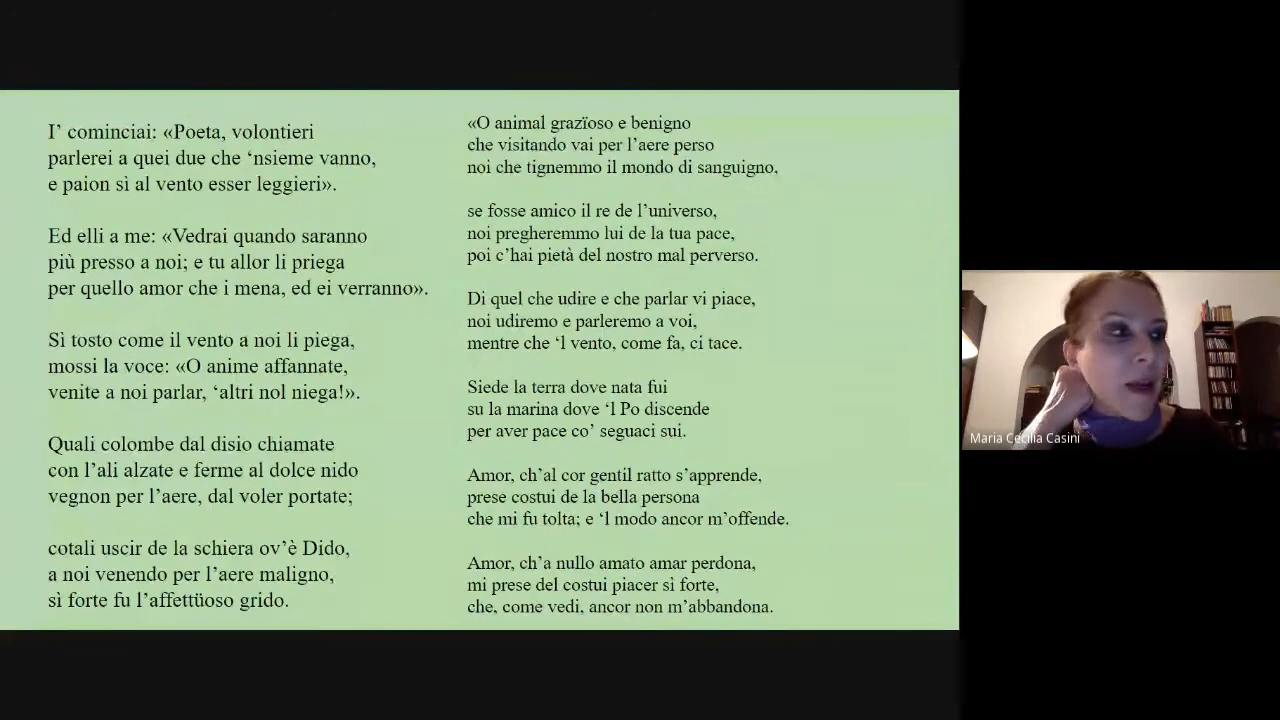 I’ cominciai: «Poeta, volontieri
parlerei a quei due che ‘nsieme vanno,
e paion sì al vento esser leggieri».
Ed elli a me: «Vedrai quando saranno
più presso a noi; e tu allor li priega
per quello amor che i mena, ed ei verranno».
Sì tosto come il vento a noi li piega,
mossi la voce: «O anime affannate,
venite a noi parlar, ‘altri nol niega!».
Quali colombe dal disio chiamate
con l’ali alzate e ferme al dolce nido
vegnon per l’aere, dal voler portate;
cotali uscir de la schiera ov’è Dido,
a noi venendo per l’aere maligno,
sì forte fu l’affettüoso grido.
«O animal grazïoso e benigno
che visitando vai per l’aere perso
noi che tignemmo il mondo di sanguigno,
se fosse amico il re de l’universo,
noi pregheremmo lui de la tua pace,
poi c’hai pietà del nostro mal perverso.
Di quel che udire e che parlar vi piace,
noi udiremo e parleremo a voi,
mentre che ‘l vento, come fa, ci tace.
Siede la terra dove nata fui
su la marina dove ‘l Po discende
per aver pace co’ seguaci sui.
Amor, ch’al cor gentil ratto s’apprende,
prese costui de la bella persona
che mi fu tolta; e ‘l modo ancor m’offende.
Amor, ch’a nullo amato amar perdona,
mi prese del costui piacer sì forte,
che, come vedi, ancor non m’abbandona.
Maria Cecilia Casini